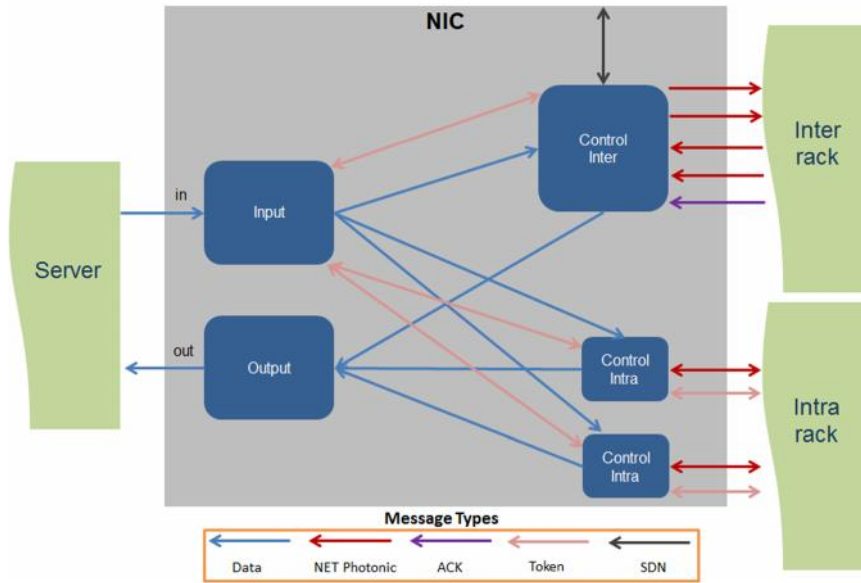 NIC
Control
Inter
Inter
rack
in
Input
Server
out
Output
Control
Intra
Control
Intra
Intra
rack
Message Types
Data NET Photonic ACK Token SDN